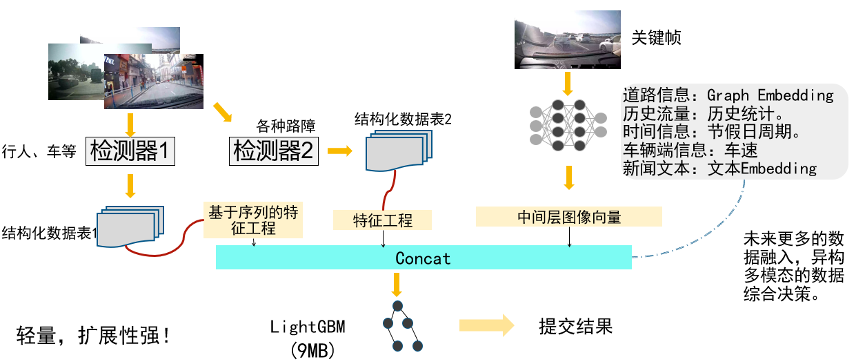 关键帧
道路信息：Graph Embedding
历史流量：历史统计。
时间信息：节假日周期。
车辆端信息：车速
新闻文本：文本Embedding
行人、车等
检测器1
各种路障
检测器2
结构化数据表2
结构化数据表1
基于序列的特
征工程
特征工程
中间层图像向量
Concat
未来更多的数
据融入，异构
多模态的数据
综合决策。
轻量，扩展性强！
LightGBM
(9MB)
提交结果